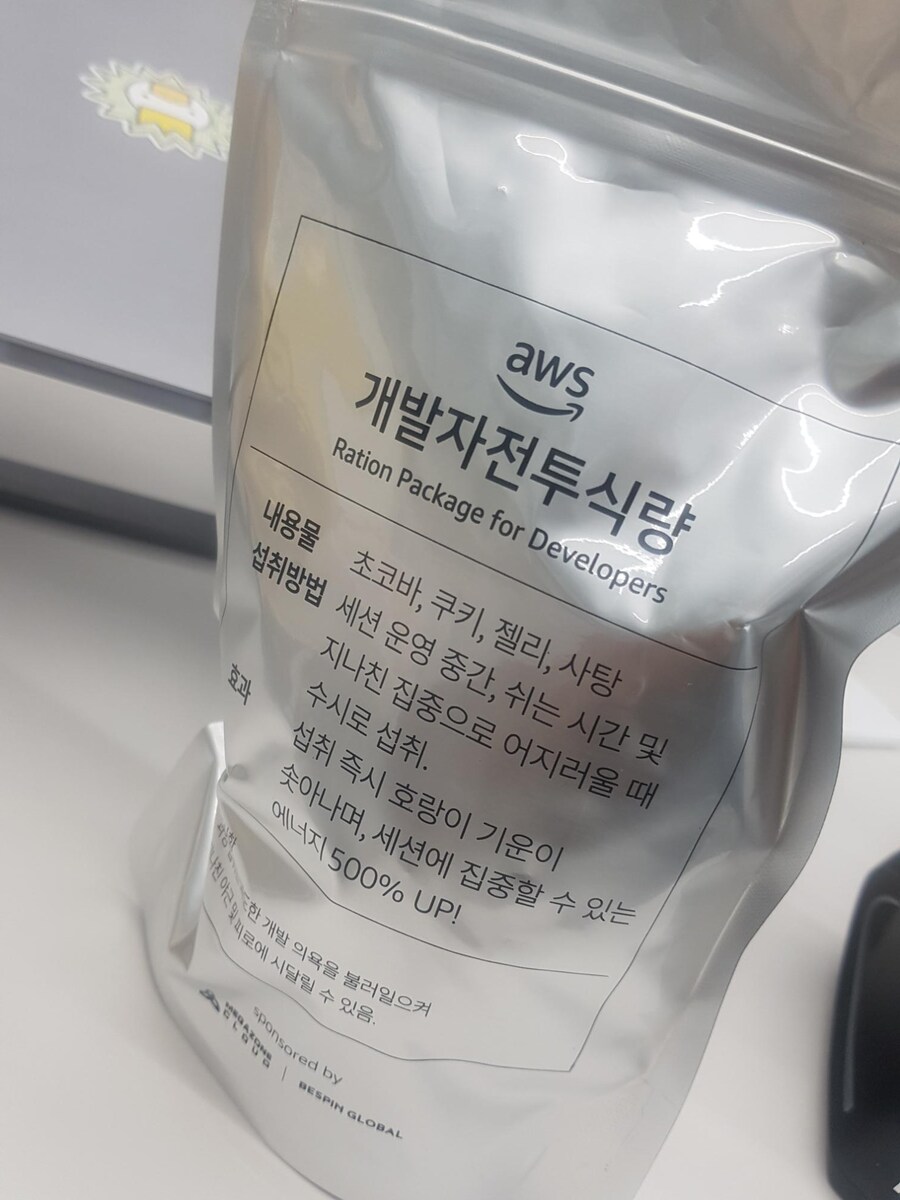 aws
개발자전투식량
Ration Package for Developers
내용물 초코바, 쿠키, 젤리, 사탕
섭취방법 세션 운영 중간, 쉬는 시간 및
지나친 집중으로 어지러울 때
수시로 섭취.
효과 섭취 즉시 호랑이 기운이
솟아나며, 세션에 집중할 수 있는
에너지 500% UP!
개발 의욕을 불러일으켜
야근 및 피로에 시달릴 수 있음.
sponsored by
MEGAZONE CLOUD | BESPIN GLOBAL